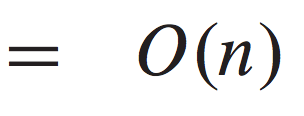 = O(n)